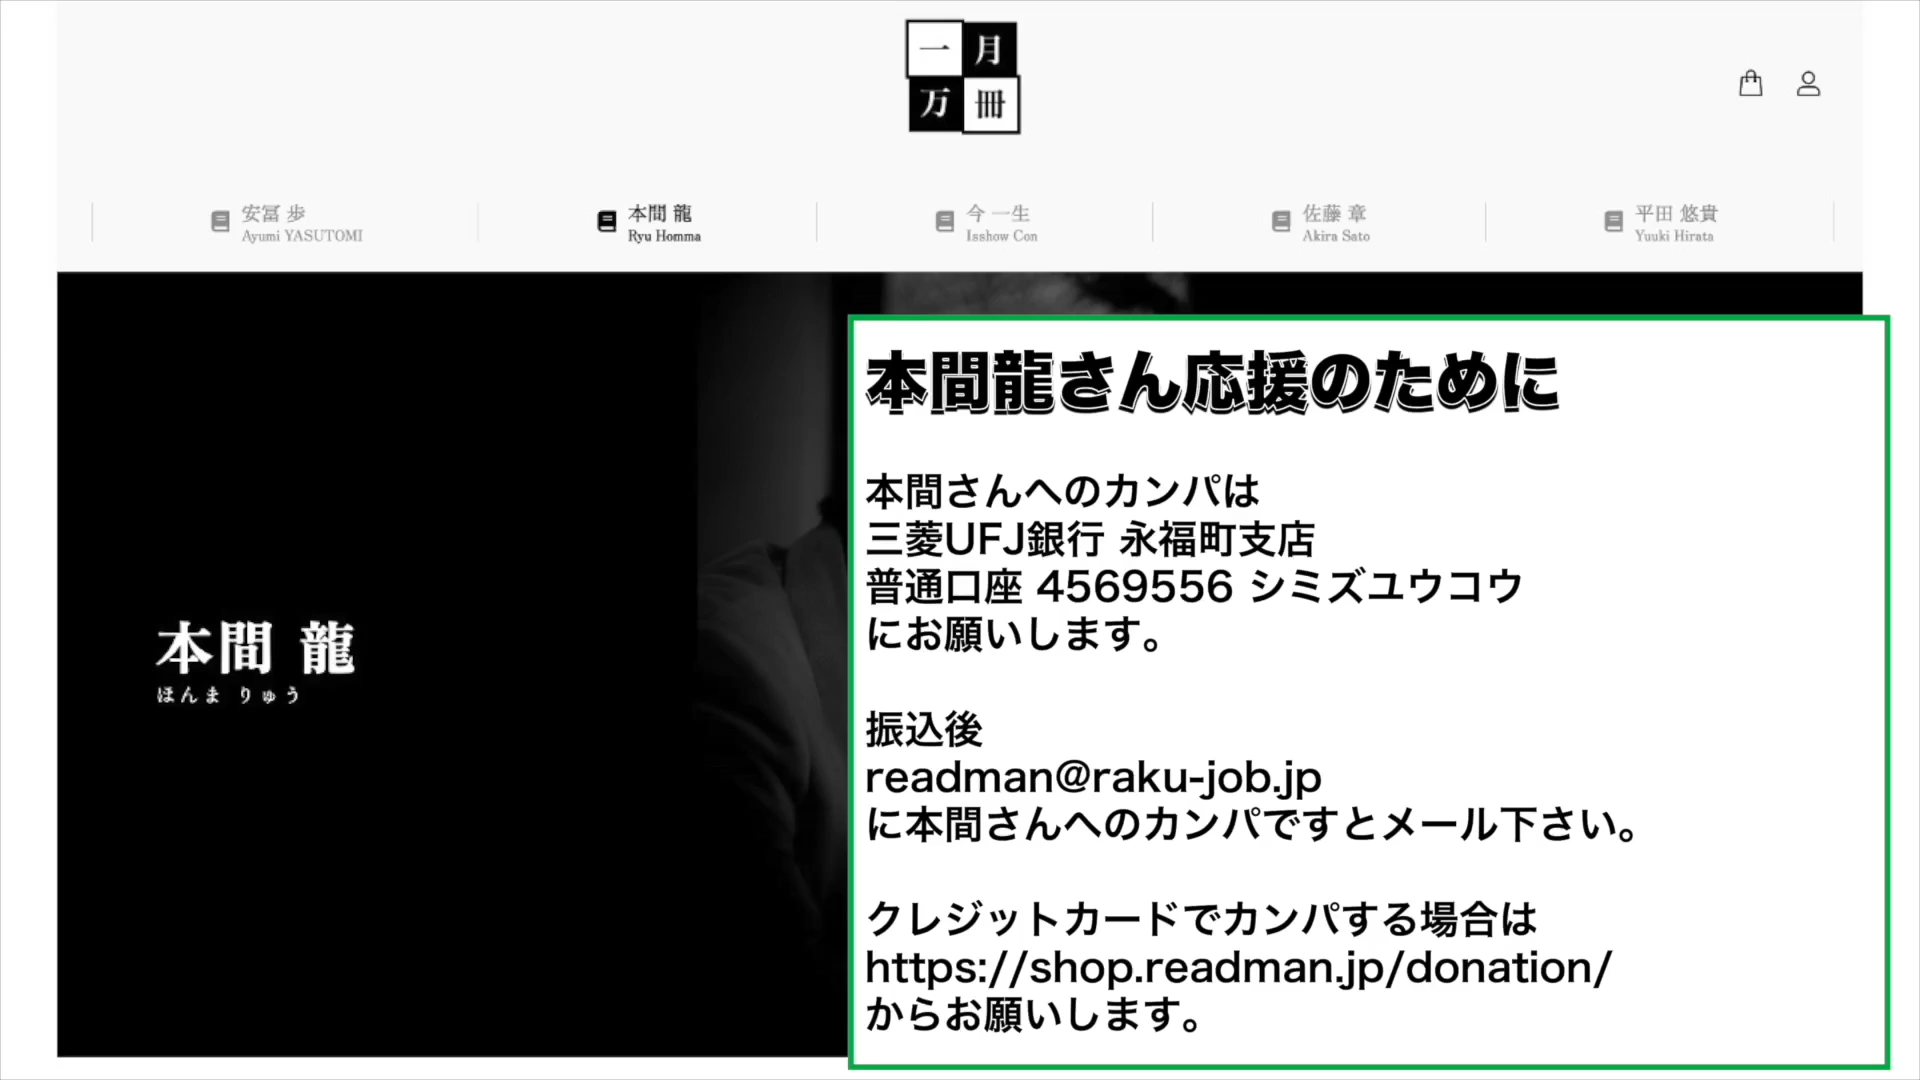 一月
万冊
安冨 歩
Ayumi YASUTOMI
本間 龍
Ryu Homma
今 一生
Isshow Con
佐藤 章
Akira Sato
平田 悠貴
Yuuki Hirata
本間 龍
ほんま りゅう
本間龍さん応援のために
本間さんへのカンパは
三菱UFJ銀行 永福町支店
普通口座 4569556 シミズユウコウ
にお願いします。
振込後
readman@raku-job.jp
に本間さんへのカンパですとメール下さい。
クレジットカードでカンパする場合は
https://shop.readman.jp/donation/
からお願いします。